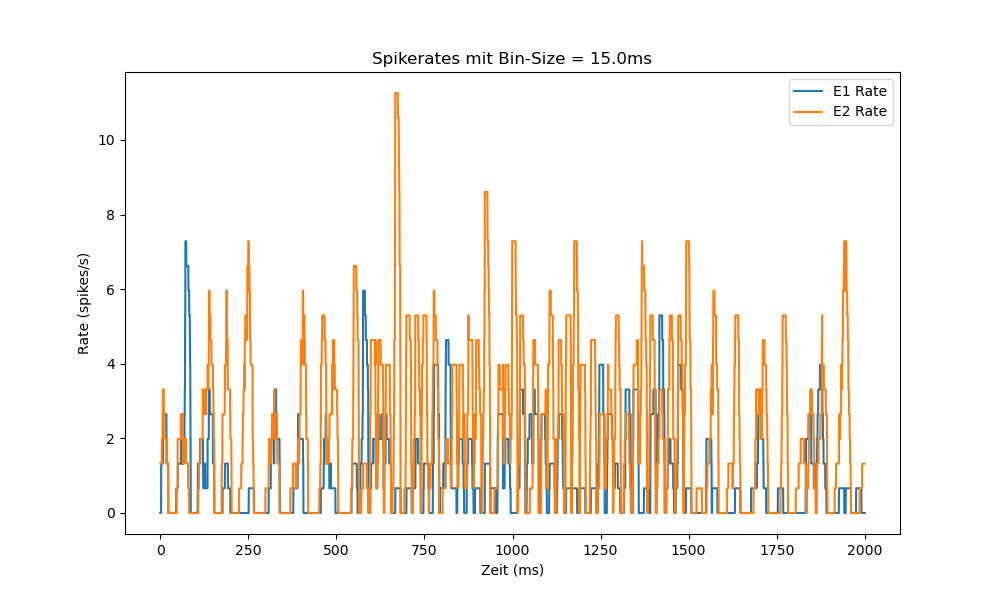 Spikerates mit Bin-Size = 15.0ms
E1 Rate
E2 Rate
10
8
6
4
2
0
Rate (spikes/s)
0 250 500 750 1000 1250 1500 1750 2000
Zeit (ms)